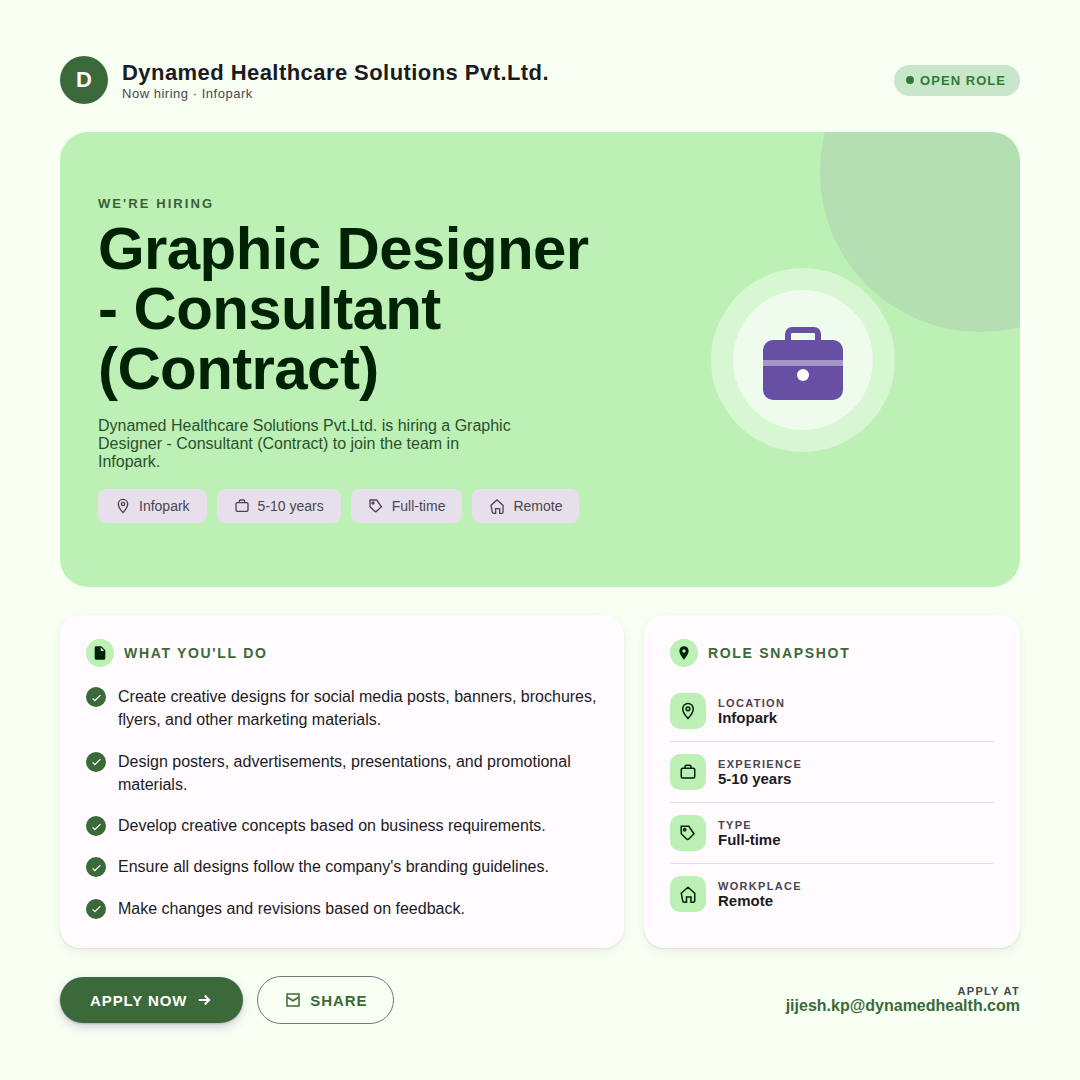 D
Dynamed Healthcare Solutions Pvt.Ltd.
Now hiring · Infopark
OPEN ROLE
WE'RE HIRING
Graphic Designer
- Consultant
(Contract)
Dynamed Healthcare Solutions Pvt.Ltd. is hiring a Graphic
Designer - Consultant (Contract) to join the team in
Infopark.
Infopark
5-10 years
Full-time
Remote
WHAT YOU'LL DO
Create creative designs for social media posts, banners, brochures,
flyers, and other marketing materials.
Design posters, advertisements, presentations, and promotional
materials.
Develop creative concepts based on business requirements.
Ensure all designs follow the company's branding guidelines.
Make changes and revisions based on feedback.
ROLE SNAPSHOT
LOCATION
Infopark
EXPERIENCE
5-10 years
TYPE
Full-time
WORKPLACE
Remote
APPLY NOW
SHARE
APPLY AT
jijesh.kp@dynamedhealth.com